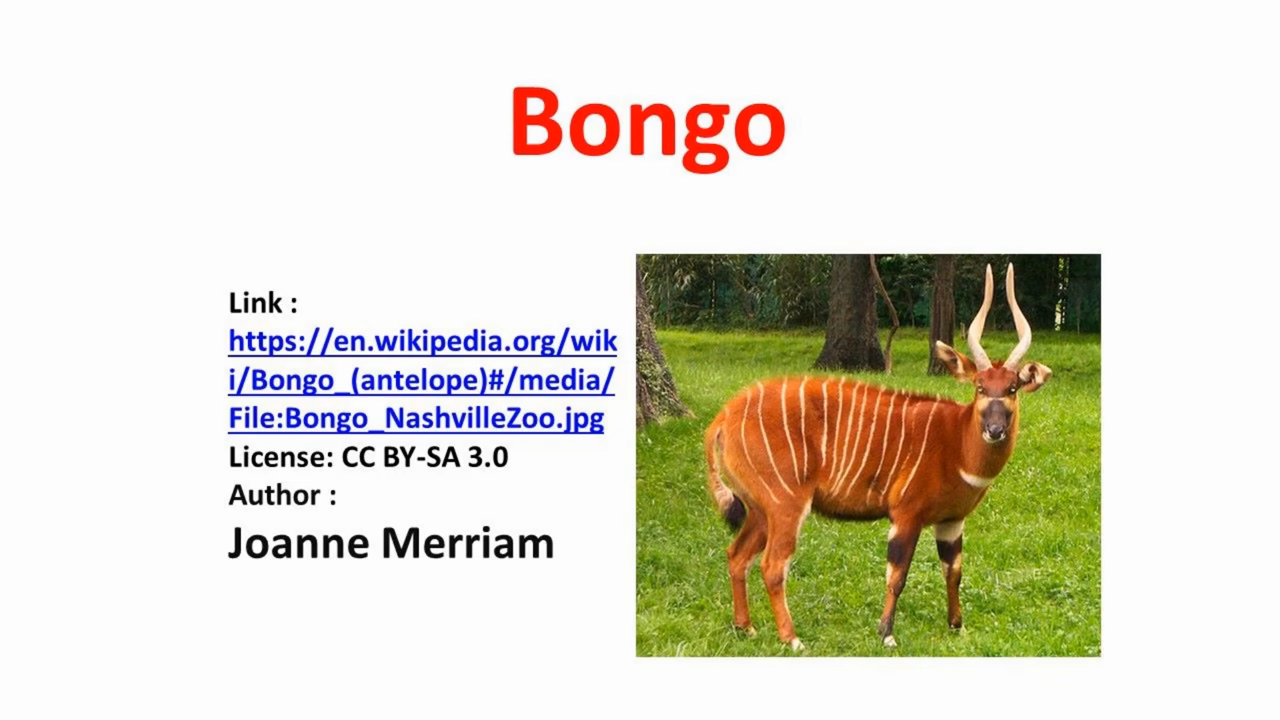 Bongo
Link :
https://en.wikipedia.org/wik
i/Bongo_(antelope)#/media/
File:Bongo_NashvilleZoo.jpg
License: CC BY-SA 3.0
Author :
Joanne Merriam